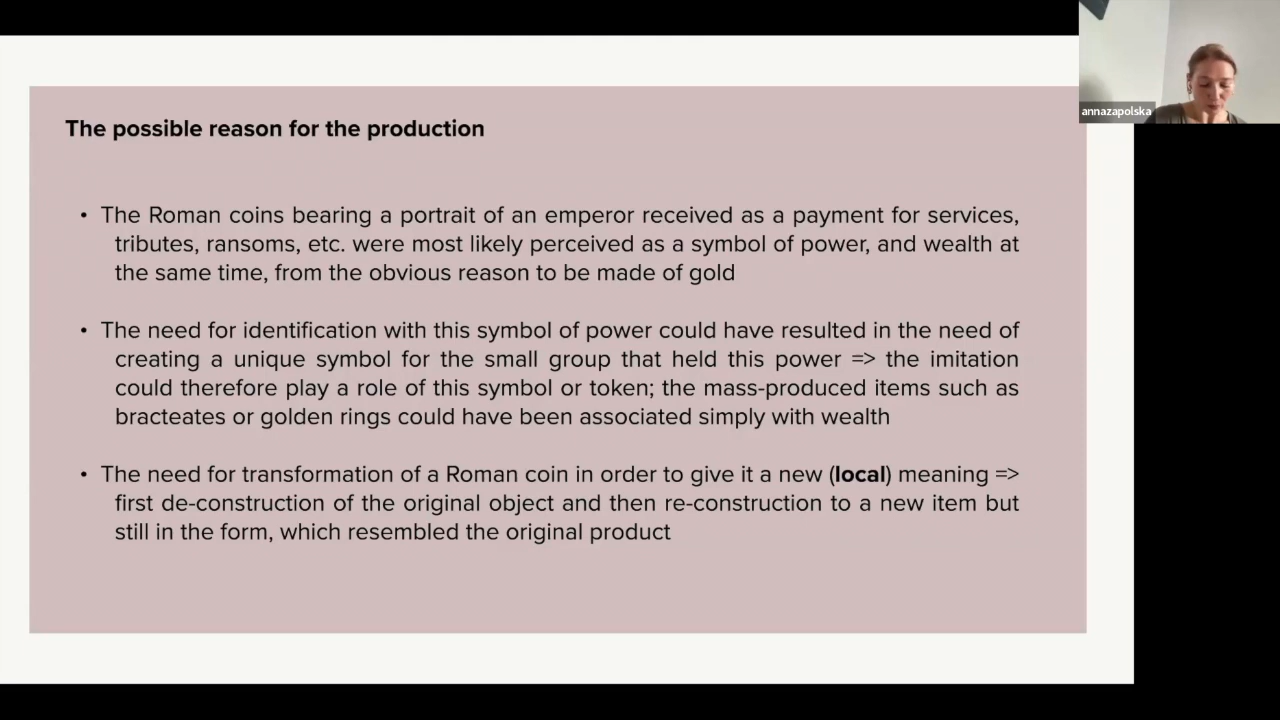 annazapolska
The possible reason for the production
• The Roman coins bearing a portrait of an emperor received as a payment for services,
tributes, ransoms, etc. were most likely perceived as a symbol of power, and wealth at
the same time, from the obvious reason to be made of gold
• The need for identification with this symbol of power could have resulted in the need of
creating a unique symbol for the small group that held this power => the imitation
could therefore play a role of this symbol or token; the mass-produced items such as
bracteates or golden rings could have been associated simply with wealth
• The need for transformation of a Roman coin in order to give it a new (local) meaning =>
first de-construction of the original object and then re-construction to a new item but
still in the form, which resembled the original product